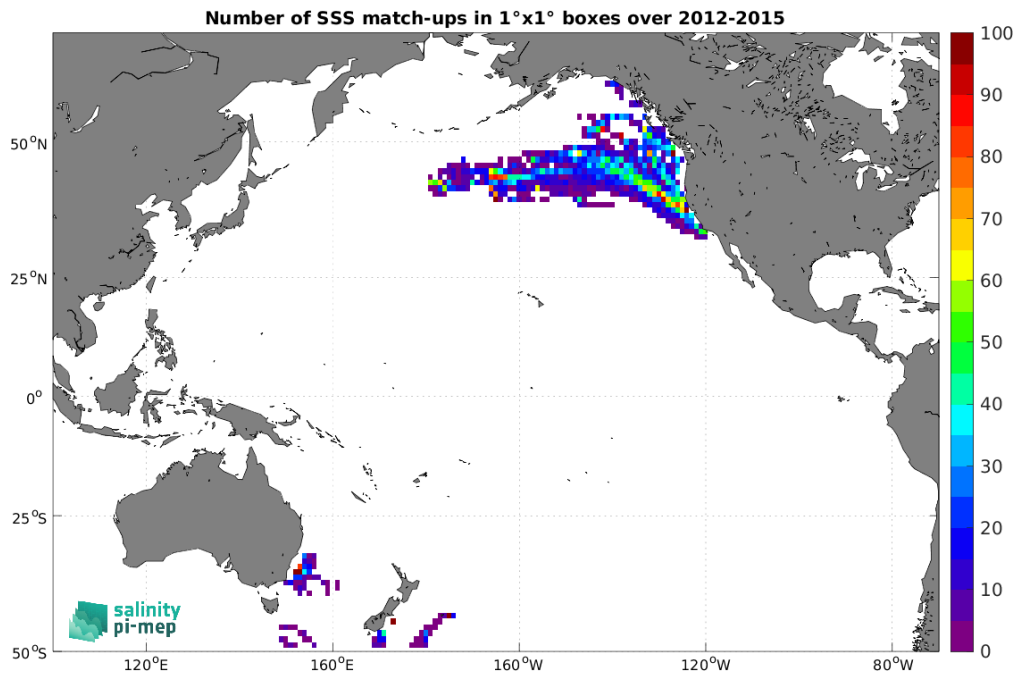 Number of SSS match-ups in 1°x1° boxes over 2012-2015
100
90
80
70
60
50
40
30
20
10
0
50°N
25°N
0°
25°S
50°S
120°E
160°E
160°W
120°W
80°W
salinity
pi-mep